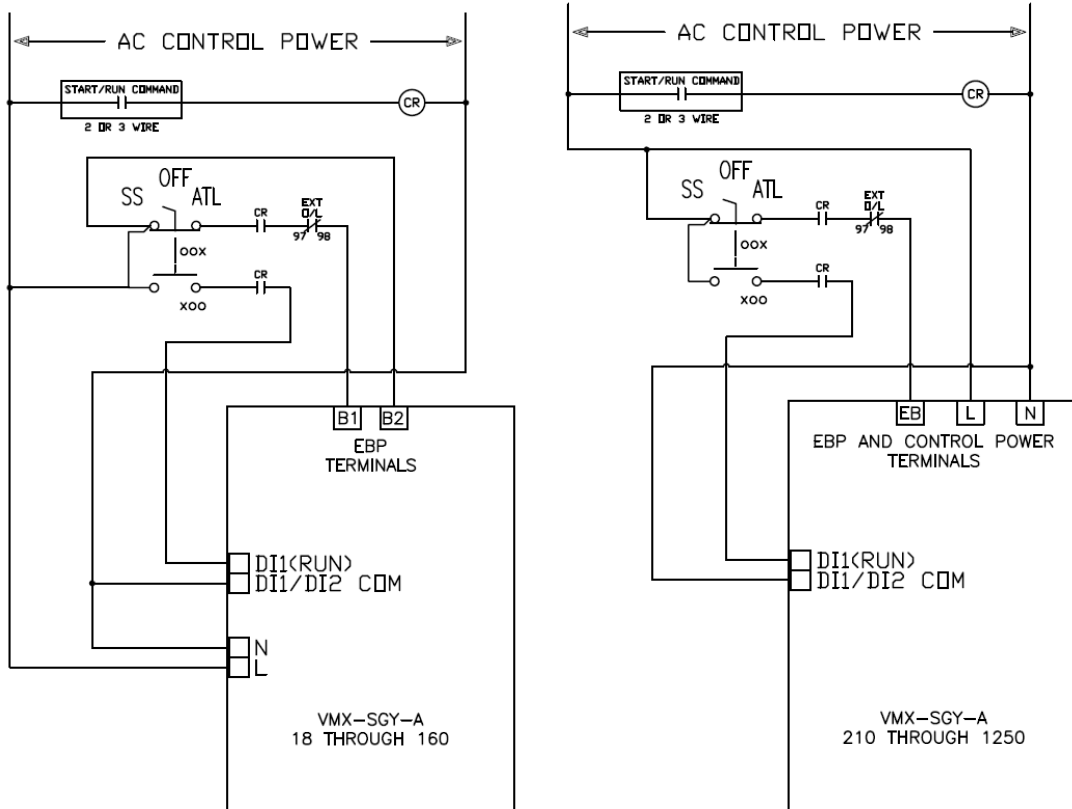 AC CONTROL POWER
START/RUN COMMAND
CR
2 OR 3 WIRE
OFF
SS
ATL
CR
EXT
O/L
97 98
OOX
CR
XOO
B1
B2
EBP
TERMINALS
DI1(RUN)
DI1/DI2 COM
N
L
VMX-SGY-A
18 THROUGH 160
AC CONTROL POWER
START/RUN COMMAND
CR
2 OR 3 WIRE
OFF
SS
ATL
CR
EXT
O/L
97 98
OOX
CR
XOO
EB
L
N
EBP AND CONTROL POWER
TERMINALS
DI1(RUN)
DI1/DI2 COM
VMX-SGY-A
210 THROUGH 1250